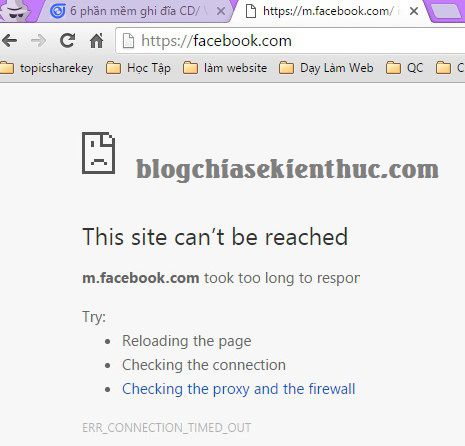 6 phần mềm ghi đĩa CD/
https://m.facebook.com/
https://facebook.com
topicsharekey Học Tập làm website Dạy Làm Web QC
blogchiasekienthuc.com
This site can't be reached
m.facebook.com took too long to respor
Try:
Reloading the page
Checking the connection
Checking the proxy and the firewall
ERR_CONNECTION_TIMED_OUT